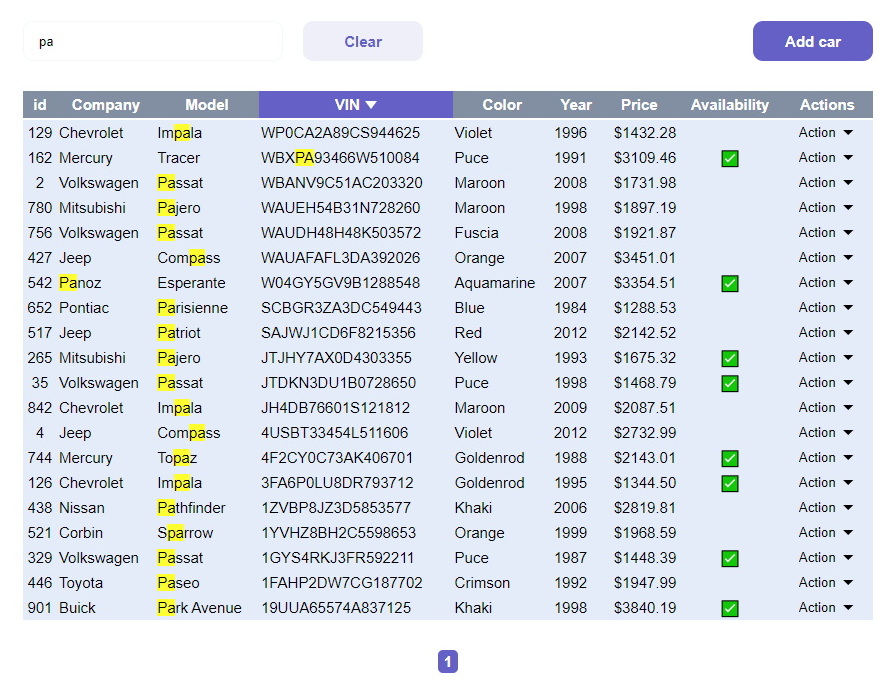 pa Clear Add car
id Company Model VIN ▼ Color Year Price Availability Actions
129 Chevrolet Impala WP0CA2A89CS944625 Violet 1996 $1432.28 Action
162 Mercury Tracer WBXPA93466W510084 Puce 1991 $3109.46 Action
2 Volkswagen Passat WBANV9C51AC203320 Maroon 2008 $1731.98 Action
780 Mitsubishi Pajero WAUEH54B31N728260 Maroon 1998 $1897.19 Action
756 Volkswagen Passat WAUDH48H48K503572 Fuscia 2008 $1921.87 Action
427 Jeep Compass WAUAFAFL3DA392026 Orange 2007 $3451.01 Action
542 Panoz Esperante W04GY5GV9B1288548 Aquamarine 2007 $3354.51 Action
652 Pontiac Parisienne SCBGR3ZA3DC549443 Blue 1984 $1288.53 Action
517 Jeep Patriot SAJWJ1CD6F8215356 Red 2012 $2142.52 Action
265 Mitsubishi Pajero JTJHY7AX0D4303355 Yellow 1993 $1675.32 Action
35 Volkswagen Passat JTDKN3DU1B0728650 Puce 1998 $1468.79 Action
842 Chevrolet Impala JH4DB76601S121812 Maroon 2009 $2087.51 Action
4 Jeep Compass 4USBT33454L511606 Violet 2012 $2732.99 Action
744 Mercury Topaz 4F2CY0C73AK406701 Goldenrod 1988 $2143.01 Action
126 Chevrolet Impala 3FA6P0LU8DR793712 Goldenrod 1995 $1344.50 Action
438 Nissan Pathfinder 1ZVBP8JZ3D5853577 Khaki 2006 $2819.81 Action
521 Corbin Sparrow 1YVHZ8BH2C5598653 Orange 1999 $1968.59 Action
329 Volkswagen Passat 1GYS4RKJ3FR592211 Puce 1987 $1448.39 Action
446 Toyota Paseo 1FAHP2DW7CG187702 Crimson 1992 $1947.99 Action
901 Buick Park Avenue 19UUA65574A837125 Khaki 1998 $3840.19 Action
1